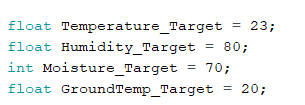 float Temperature_Target = 23;
float Humidity_Target = 80;
int Moisture_Target = 70;
float GroundTemp_Target = 20;